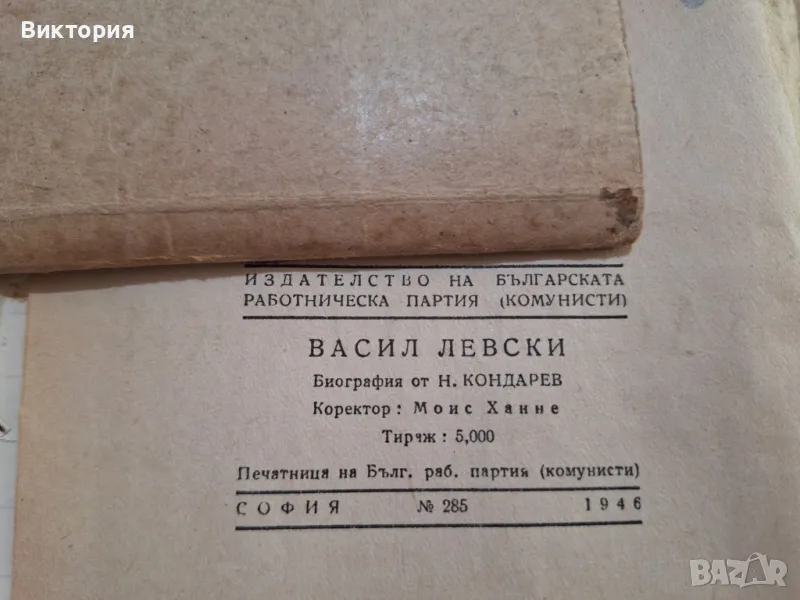 Виктория
ИЗДАТЕЛСТВО НА БЪЛГАРСКАТА
РАБОТНИЧЕСКА ПАРТИЯ (КОМУНИСТИ)
ВАСИЛ ЛЕВСКИ
Биография от Н. КОНДАРЕВ
Коректор: Моис Ханне
Тираж: 5,000
Печатница на Бълг. раб. партия (комунисти)
СОФИЯ № 285 1946
BAZAR